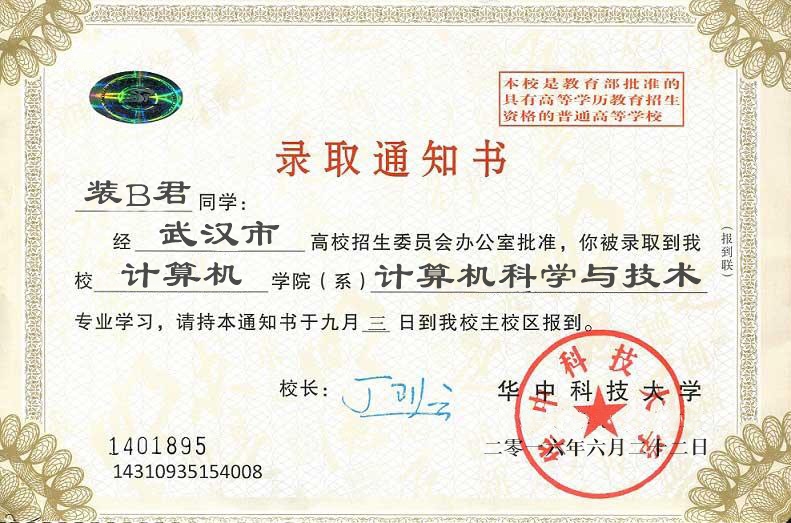 本校是教育部批准的
具有高等学历教育招生
资格的普通高等学校
录取通知书
装B君同学：
经 武汉市 高校招生委员会办公室批准，你被录取到我
校 计算机 学院（系）计算机科学与技术
专业学习，请持本通知书于九月 三 日到我校主校区报到。
（报到联）
校长：
华中科技大学
华中科技大学
二零一六年六月二十二日
1401895
14310935154008